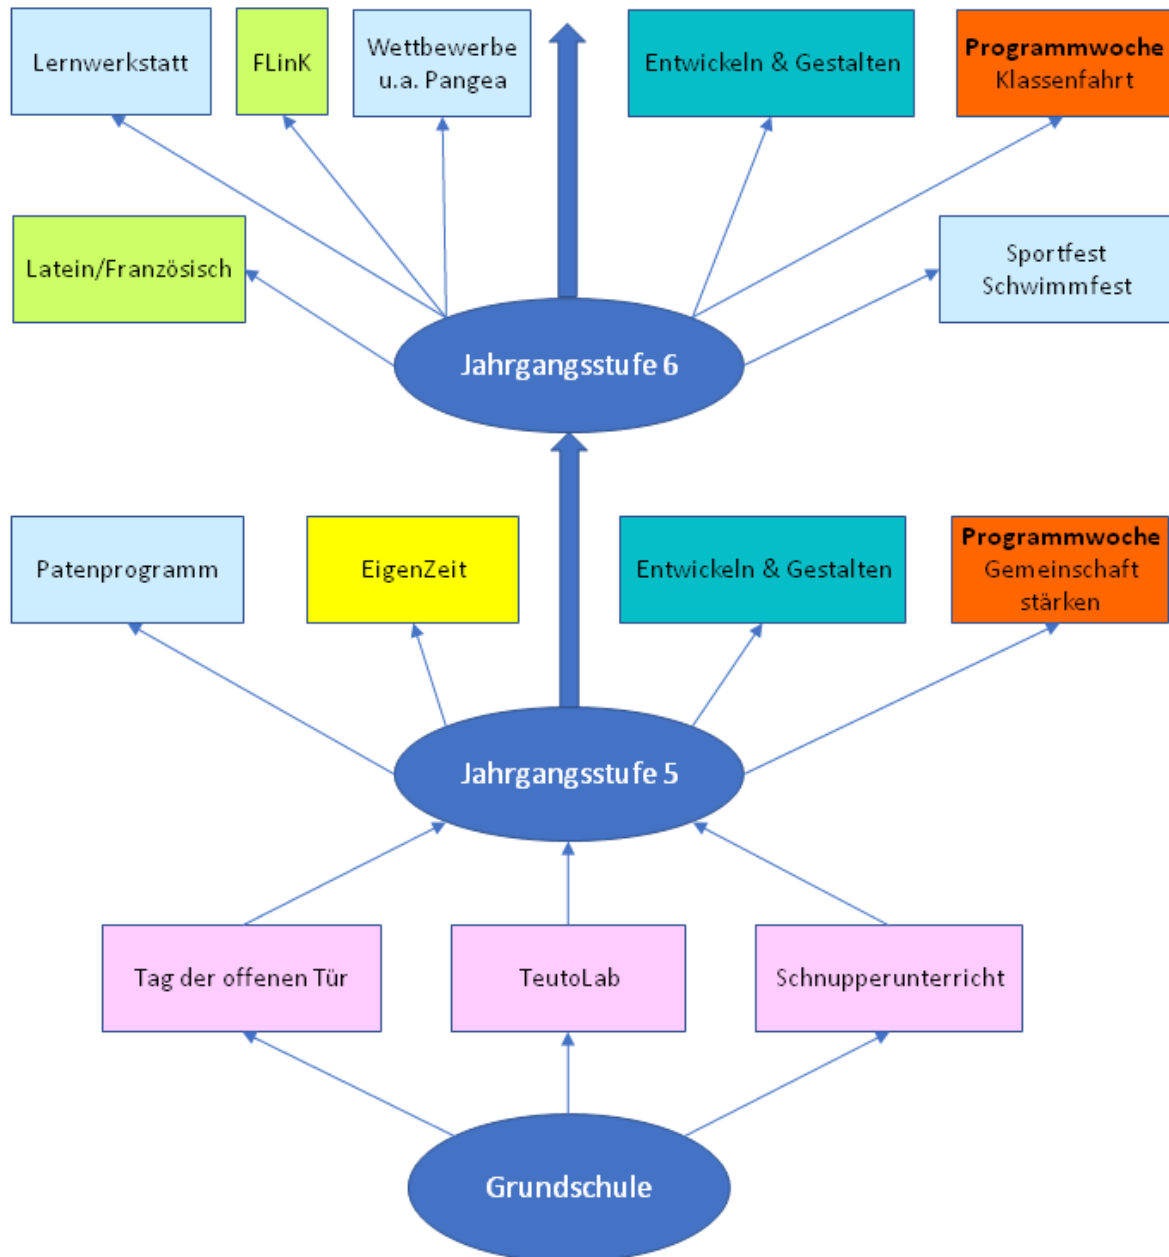 Lernwerkstatt
FLinK
Wettbewerbe
u.a. Pangea
Entwickeln & Gestalten
Programmwoche
Klassenfahrt
Latein/Französisch
Sportfest
Schwimmfest
Jahrgangsstufe 6
Patenprogramm
EigenZeit
Entwickeln & Gestalten
Programmwoche
Gemeinschaft
stärken
Jahrgangsstufe 5
Tag der offenen Tür
TeutoLab
Schnupperunterricht
Grundschule